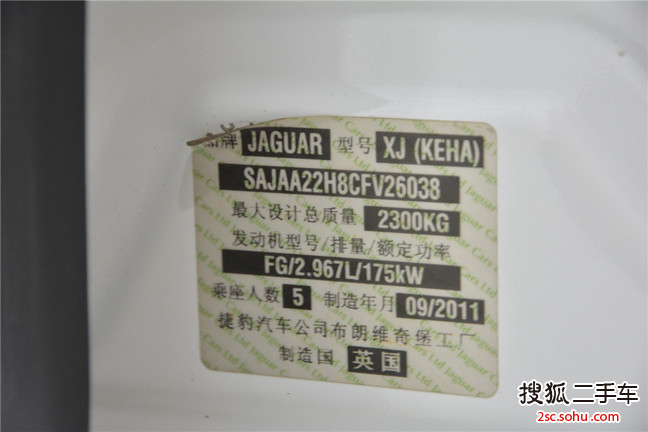 品牌 JAGUAR 型号 XJ (KEHA)
SAJAA22H8CFV26038
最大设计总质量 2300KG
发动机型号/排量/额定功率
FG/2.967L/175kW
乘座人数 5 制造年月 09/2011
捷豹汽车公司布朗维奇堡工厂
制造国 英国
搜狐二手车
2sc.sohu.com